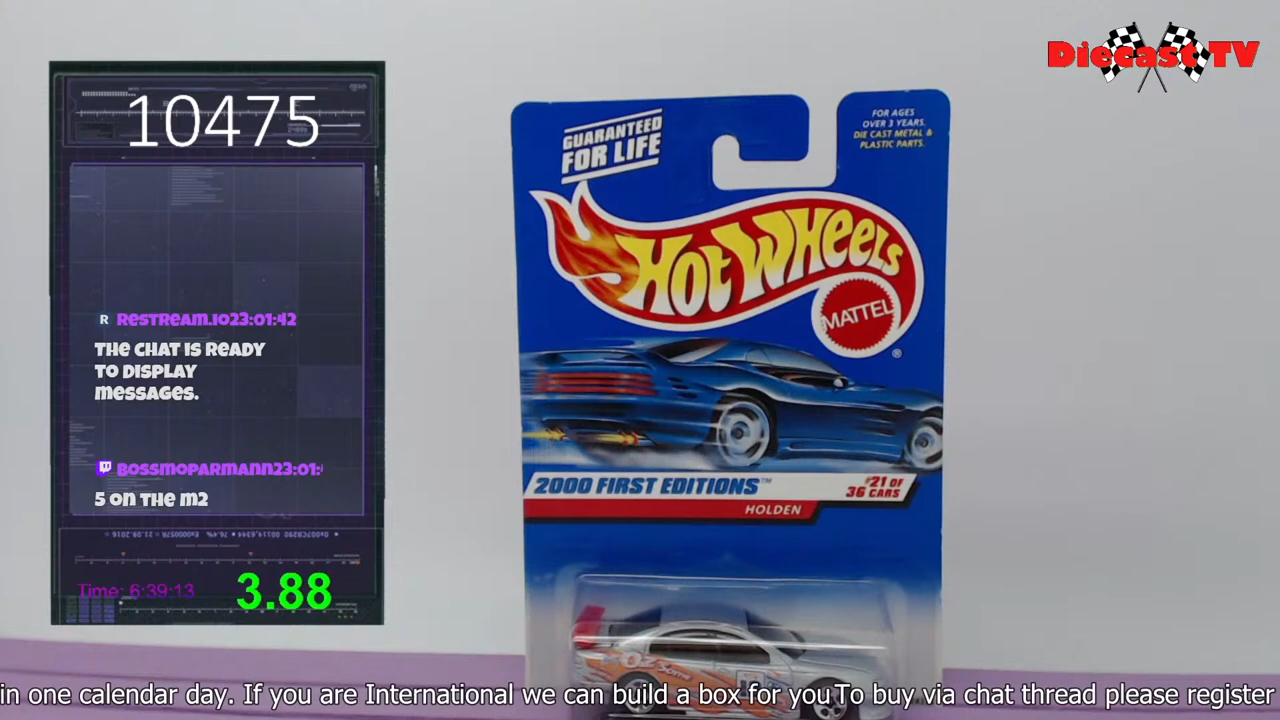 Diecast TV
10475
RESTREAM.IO23:01:42
THE CHAT IS READY
TO DISPLAY
MESSAGES.
BOSSMOPARMANN23:01:
5 ON THE M2
Time: 6:39:13
3.88
GUARANTEED
FOR LIFE
FOR AGES
OVER 3 YEARS.
DIE CAST METAL &
PLASTIC PARTS.
HOT WHEELS
MATTEL
®
2000 FIRST EDITIONS™
#21 OF
36 CARS
HOLDEN
in one calendar day. If you are International we can build a box for you To buy via chat thread please register